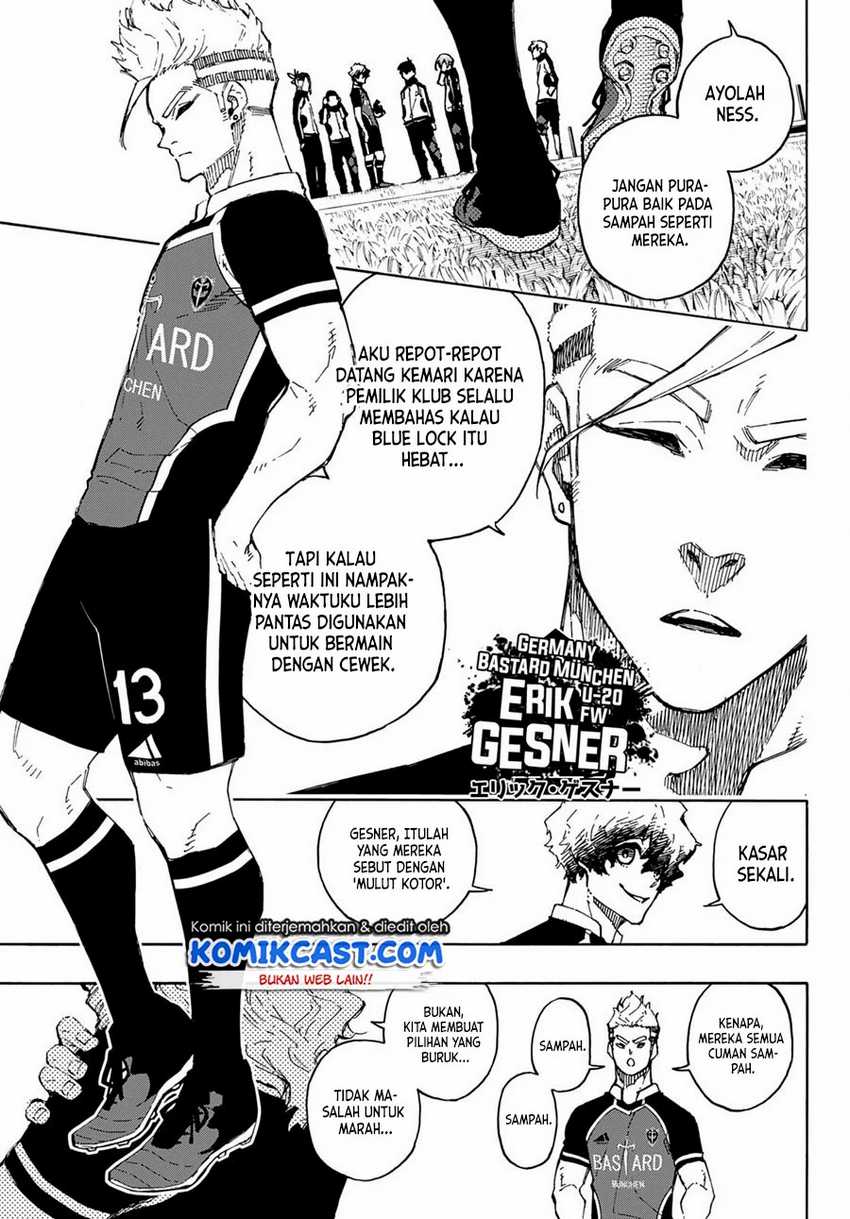 AYOLAH
NESS.
JANGAN PURA-
PURA BAIK PADA
SAMPAH SEPERTI
MEREKA.
ARD
NCHEN
AKU REPOT-REPOT
DATANG KEMARI KARENA
PEMILIK KLUB SELALU
MEMBAHAS KALAU
BLUE LOCK ITU
HEBAT...
TAPI KALAU
SEPERTI INI NAMPAK-
NYA WAKTUKU LEBIH
PANTAS DIGUNAKAN
UNTUK BERMAIN
DENGAN CEWEK.
GERMANY
BASTARD MUNCHEN
U-20
ERIK FW
GESNER
エリック・ゲスナー
13
abibas
KASAR
SEKALI.
GESNER, ITULAH
YANG MEREKA
SEBUT DENGAN
'MULUT KOTOR'.
Komik ini diterjemahkan & diedit oleh
KOMIKCAST.COM
BUKAN WEB LAIN!!
KENAPA,
MEREKA SEMUA
CUMAN SAM-
PAH.
SAMPAH.
SAMPAH.
BUKAN,
KITA MEMBUAT
PILIHAN YANG
BURUK...
TIDAK MA-
SALAH UNTUK
MARAH...
BASTARD
MUNCHEN